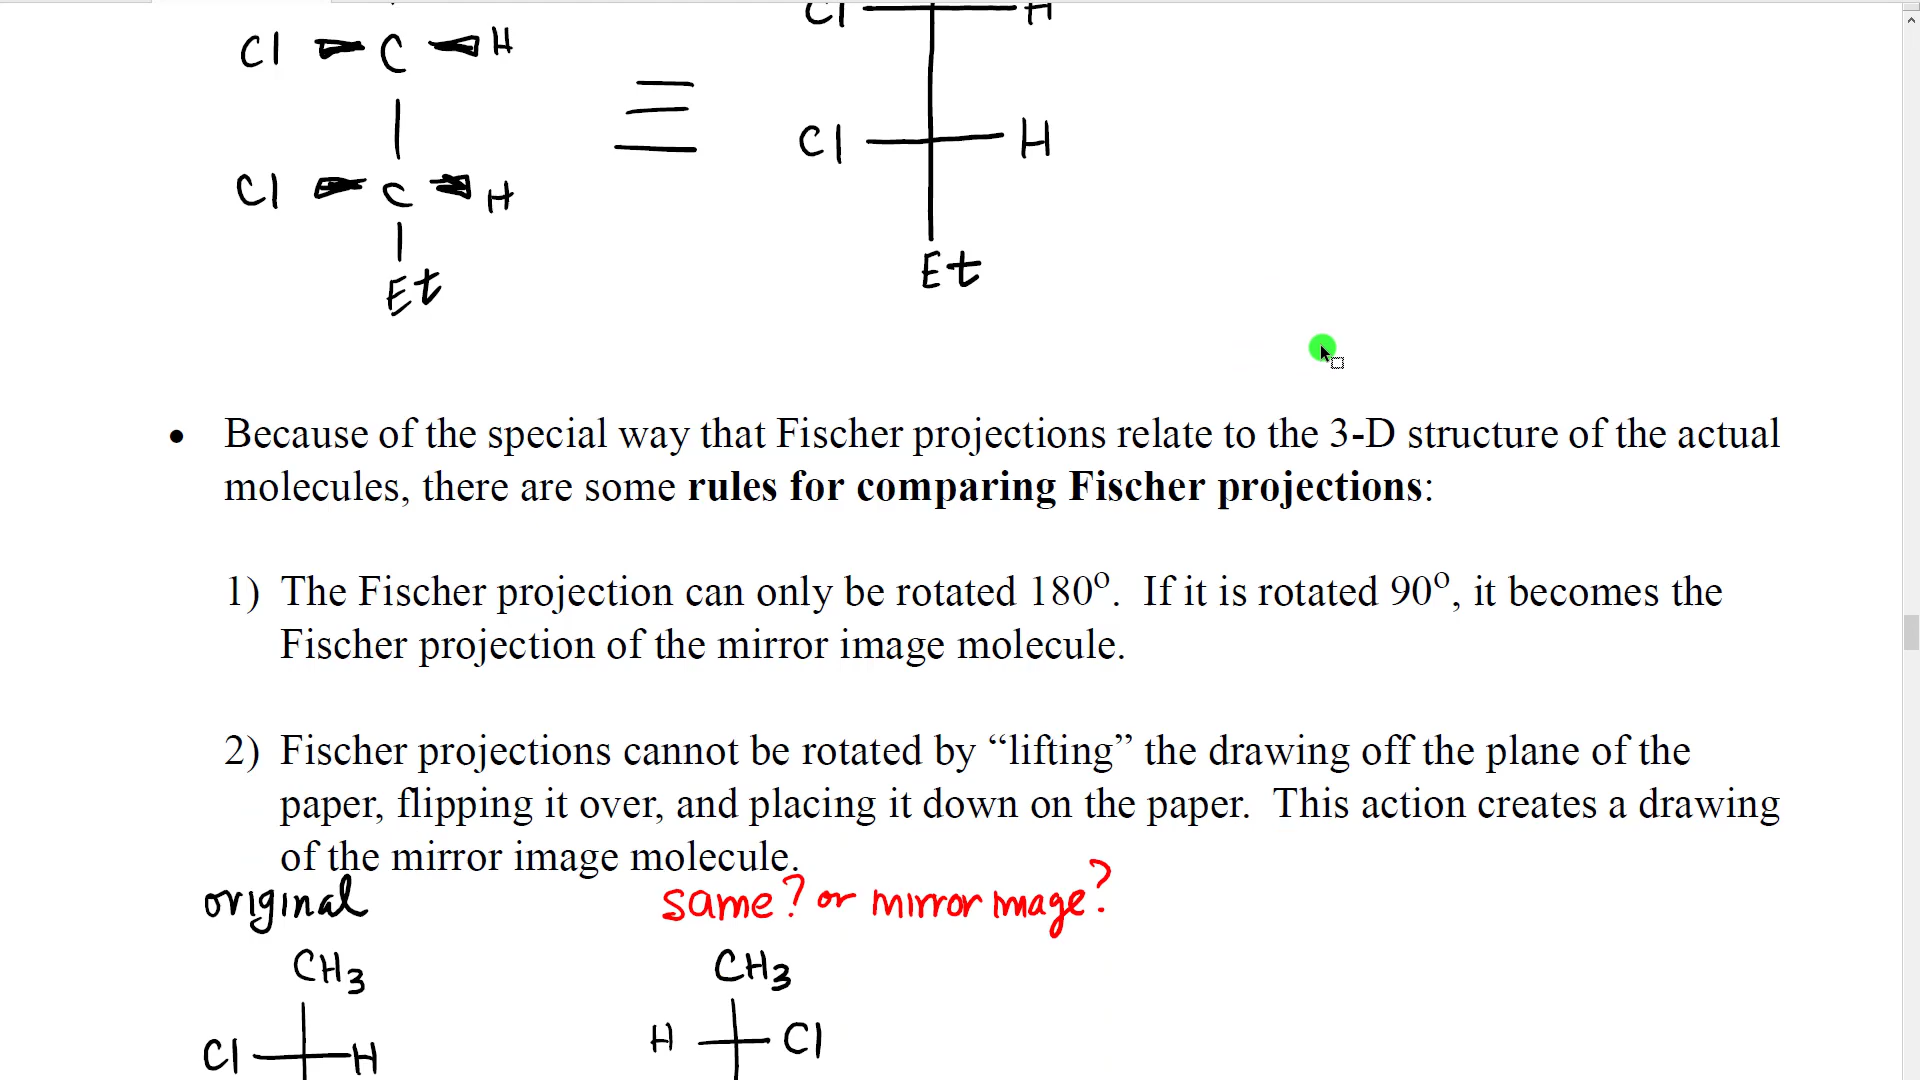 Cl H
Cl C H
Cl H
Cl C H
Et
Et
• Because of the special way that Fischer projections relate to the 3-D structure of the actual
molecules, there are some rules for comparing Fischer projections:
1) The Fischer projection can only be rotated 180º. If it is rotated 90º, it becomes the
Fischer projection of the mirror image molecule.
2) Fischer projections cannot be rotated by “lifting” the drawing off the plane of the
paper, flipping it over, and placing it down on the paper. This action creates a drawing
of the mirror image molecule.
original same? or mirror image?
CH3 CH3
H Cl
Cl H